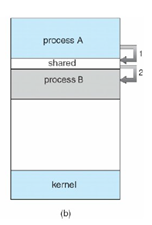 process A
1
shared
2
process B
kernel
(b)